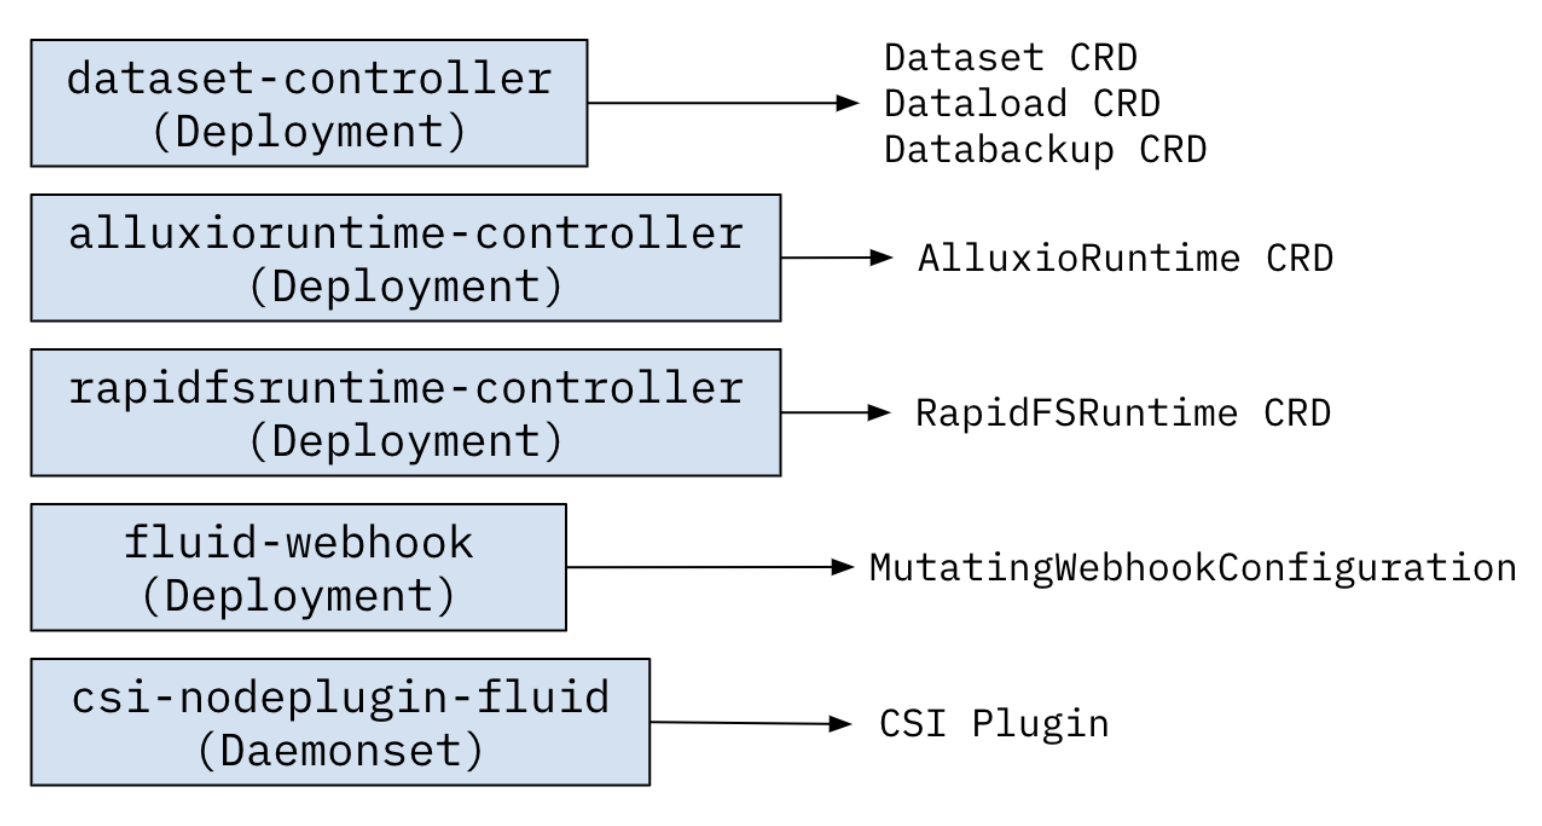 dataset-controller
(Deployment)
Dataset CRD
Dataload CRD
Databackup CRD
alluxioruntime-controller
(Deployment)
AlluxioRuntime CRD
rapidfsruntime-controller
(Deployment)
RapidFSRuntime CRD
fluid-webhook
(Deployment)
MutatingWebhookConfiguration
csi-nodeplugin-fluid
(Daemonset)
CSI Plugin